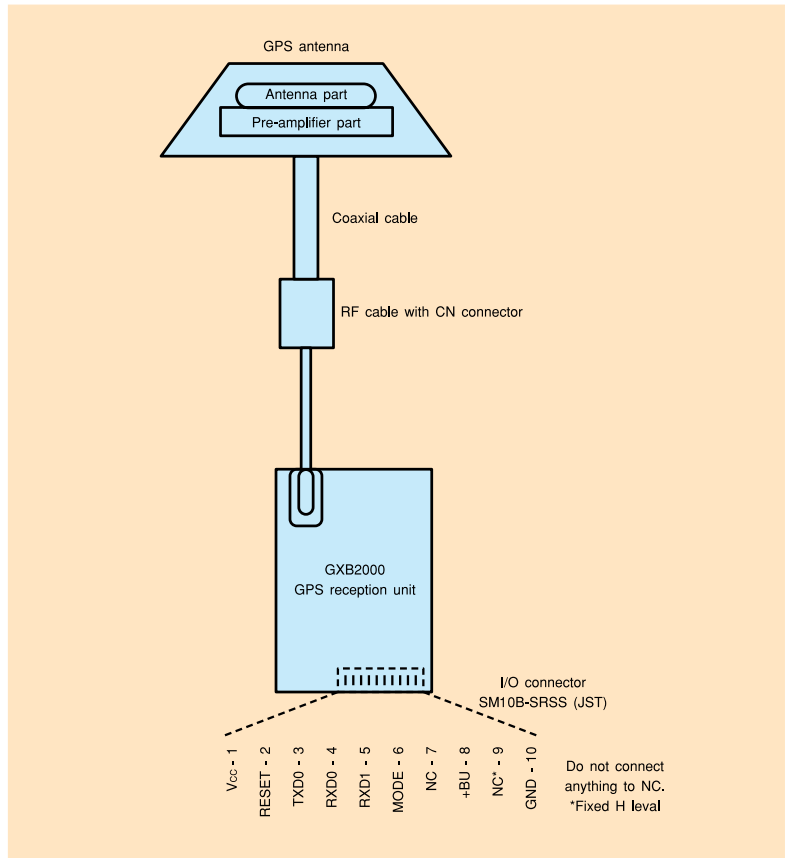 GPS antenna
Antenna part
Pre-amplifier part
Coaxial cable
RF cable with CN connector
GXB2000
GPS reception unit
I/O connector
SM10B-SRSS (JST)
Vcc - 1
RESET - 2
TXD0 - 3
RXD0 - 4
RXD1 - 5
MODE - 6
NC - 7
+BU - 8
NC* - 9
GND - 10
Do not connect
anything to NC.
*Fixed H leval